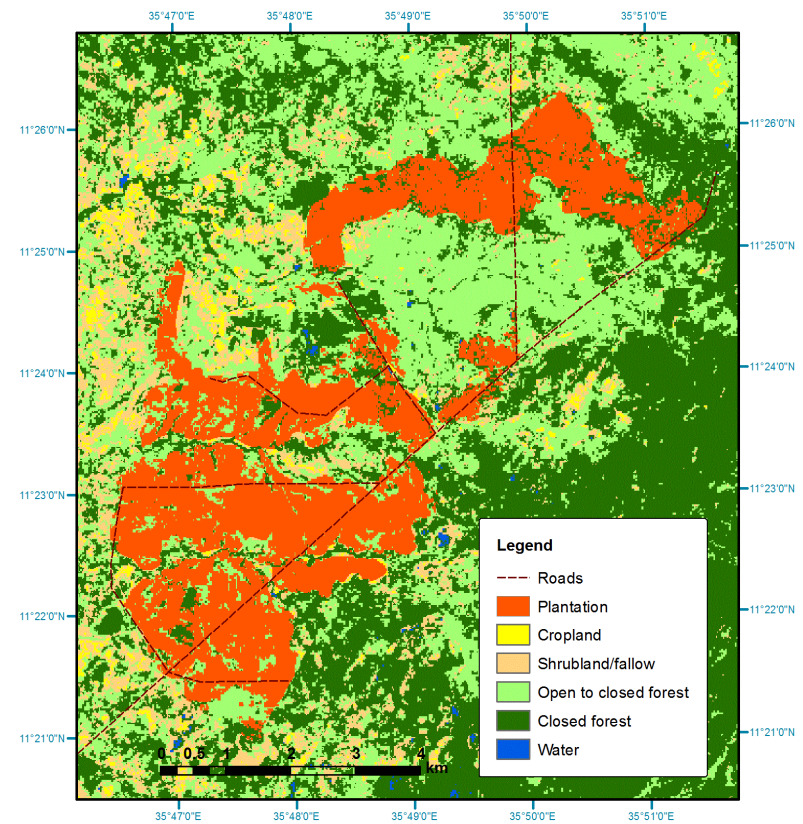 35°47'0"E 35°48'0"E 35°49'0"E 35°50'0"E 35°51'0"E
11°26'0"N 11°26'0"N
11°25'0"N 11°25'0"N
11°24'0"N 11°24'0"N
11°23'0"N 11°23'0"N
Legend
Roads
Plantation
11°22'0"N 11°22'0"N
Cropland
Shrubland/fallow
Open to closed forest
Closed forest
11°21'0"N 11°21'0"N
Water
0 0.5 1 2 3 4
km
35°47'0"E 35°48'0"E 35°49'0"E 35°50'0"E 35°51'0"E